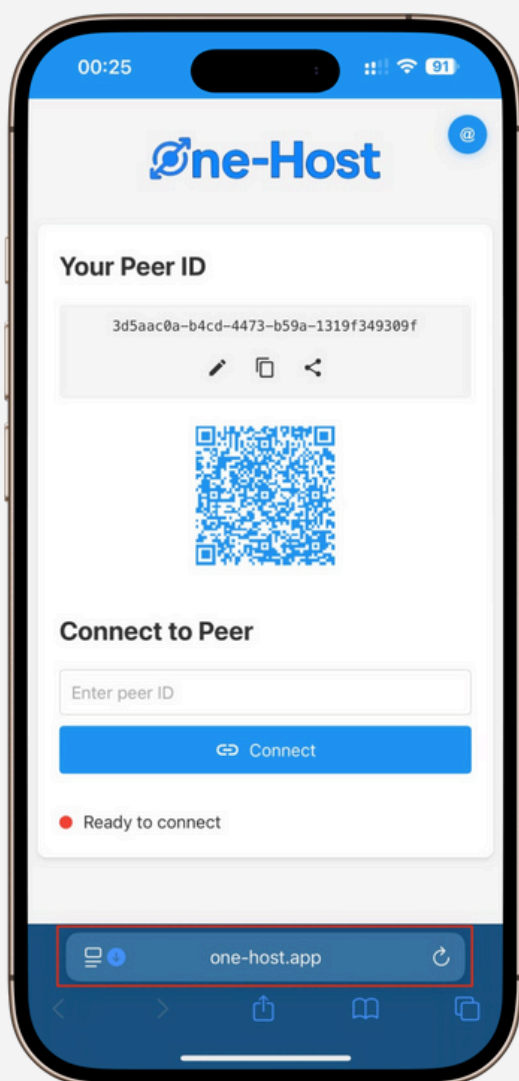 00:25
91
@
Øne-Host
Your Peer ID
3d5aac0a-b4cd-4473-b59a-1319f349309f
Connect to Peer
Enter peer ID
Connect
Ready to connect
one-host.app